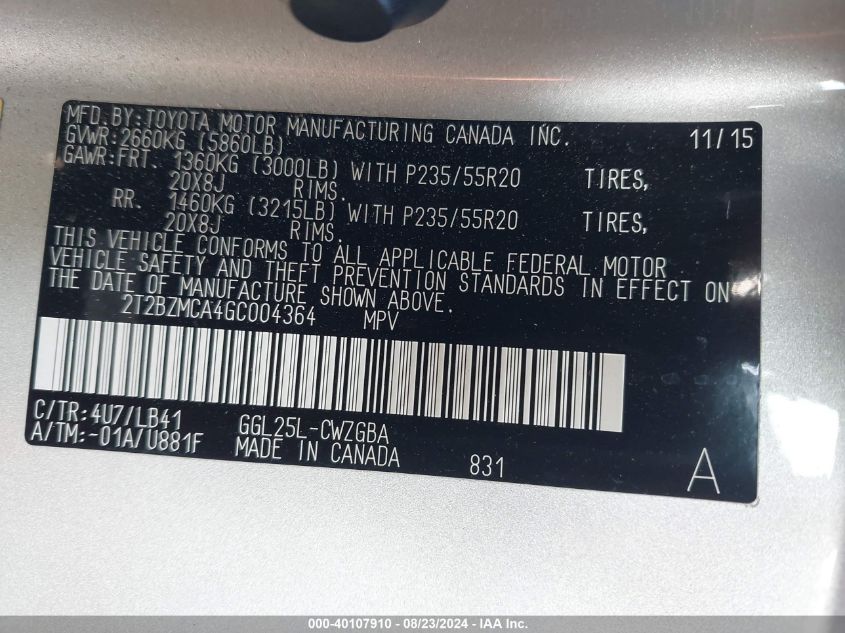 MFD.BY:TOYOTA MOTOR MANUFACTURING CANADA INC. 11/15
GVWR:2660KG (5860LB)
GAWR:FRT. 1360KG (3000LB) WITH P235/55R20 TIRES,
20X8J RIMS.
RR. 1460KG (3215LB) WITH P235/55R20 TIRES,
20X8J RIMS.
THIS VEHICLE CONFORMS TO ALL APPLICABLE FEDERAL MOTOR
VEHICLE SAFETY AND THEFT PREVENTION STANDARDS IN EFFECT ON
THE DATE OF MANUFACTURE SHOWN ABOVE.
2T2BZMCA4GC004364 MPV
C/TR:4U7/LB41 GGL25L-CWZGBA
A/TM:-01A/U881F MADE IN CANADA 831 A
000-40107910 - 08/23/2024 - IAA Inc.